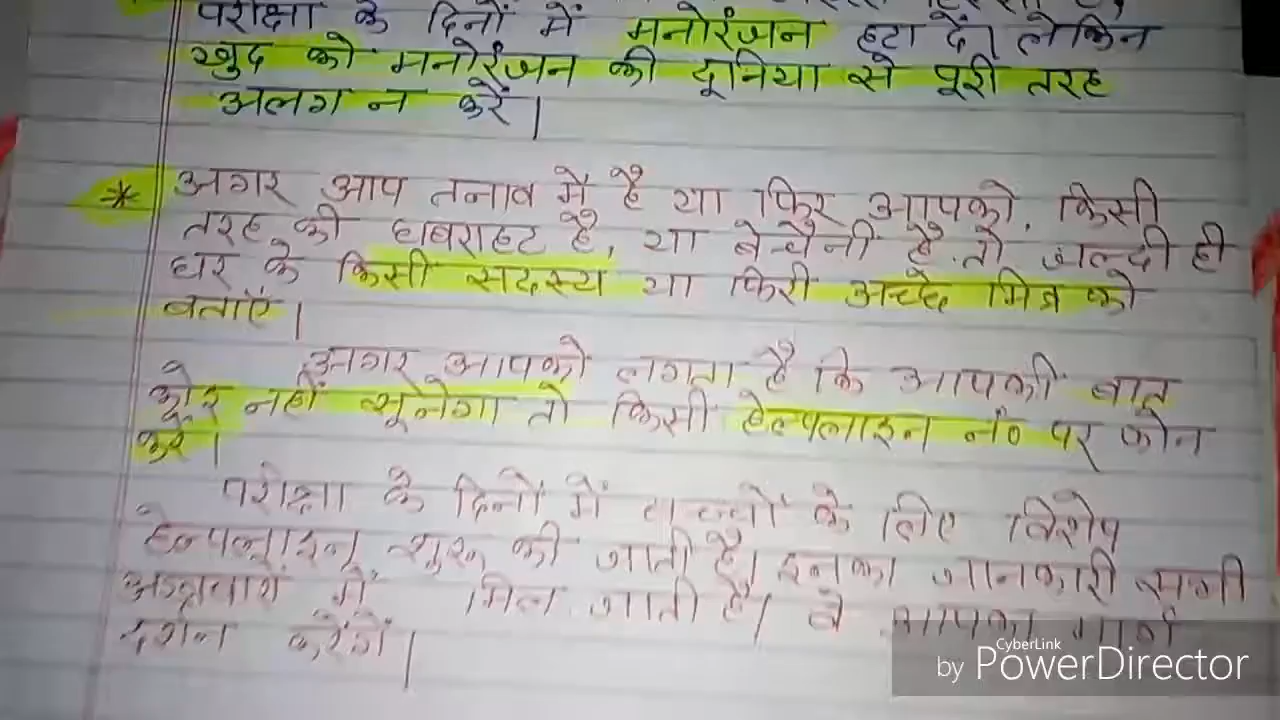 परीक्षा के दिनों में मनोरंजन हटा दें। लेकिन
खुद को मनोरंजन की दूनिया से पूरी तरह
अलग न करें।
* अगर आप तनाव में है या फिर आपको किसी
तरह की घबराहट है, या बेचैनी है तो जल्दी ही
घर के किसी सदस्य या फिरी अच्छे मित्र को
बताएँ।
अगर आपको लगता है कि आपकी बात
कोई नहीं सूनेगा तो किसी हेल्पलाइन नं० पर फोन
करें।
परीक्षा के दिनों में बच्चों के लिए विशेष
हेल्पलाइन शुरू की जाती है। इनका जानकारी सभी
अखबारों में मिल जाती है। वे आपका मार्ग
दर्शन करेंगें।
CyberLink
by PowerDirector